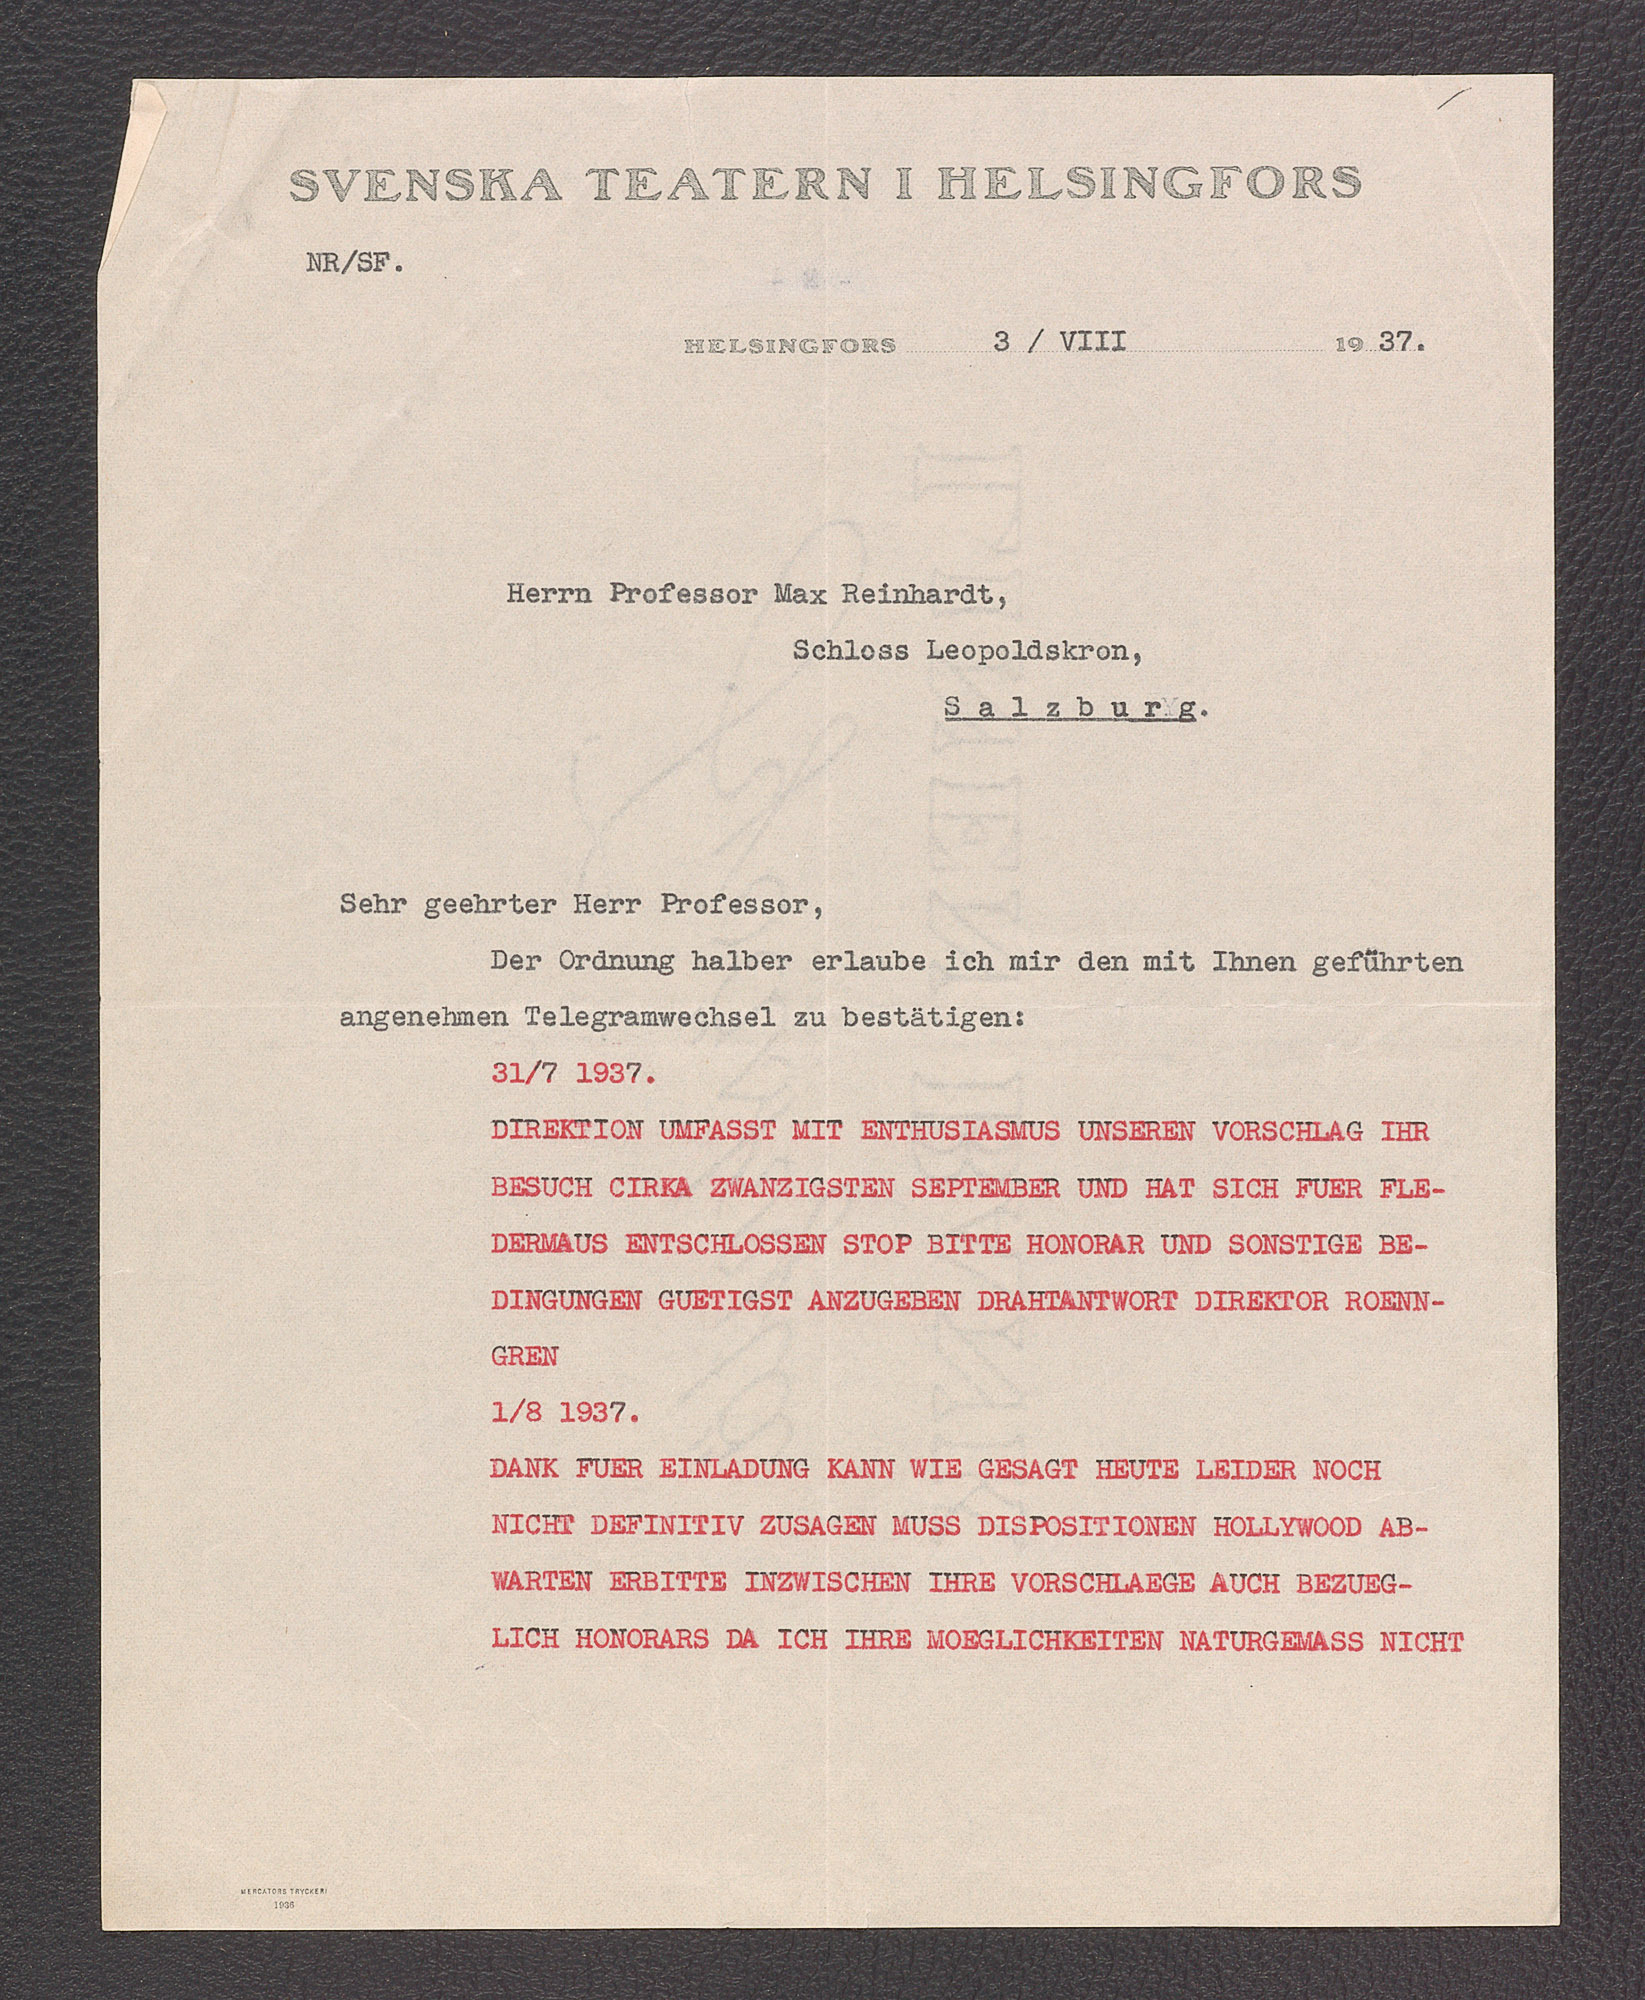 SVENSKA TEATERN I HELSINGFORS
NR/SF.
HELSINGFORS 3 / VIII 1937.
Herrn Professor Max Reinhardt,
Schloss Leopoldskron,
S a l z b u r g.
Sehr geehrter Herr Professor,
Der Ordnung halber erlaube ich mir den mit Ihnen geführten
angenehmen Telegramwechsel zu bestätigen:
31/7 1937.
DIREKTION UMFASST MIT ENTHUSIASMUS UNSEREN VORSCHLAG IHR
BESUCH CIRKA ZWANZIGSTEN SEPTEMBER UND HAT SICH FUER FLE-
DERMAUS ENTSCHLOSSEN STOP BITTE HONORAR UND SONSTIGE BE-
DINGUNGEN GUETIGST ANZUGEBEN DRAHTANTWORT DIREKTOR ROENN-
GREN
1/8 1937.
DANK FUER EINLADUNG KANN WIE GESAGT HEUTE LEIDER NOCH
NICHT DEFINITIV ZUSAGEN MUSS DISPOSITIONEN HOLLYWOOD AB-
WARTEN ERBITTE INZWISCHEN IHRE VORSCHLAEGE AUCH BEZUEG-
LICH HONORARS DA ICH IHRE MOEGLICHKEITEN NATURGEMASS NICHT
MERCATORS TRYCKERI
1936